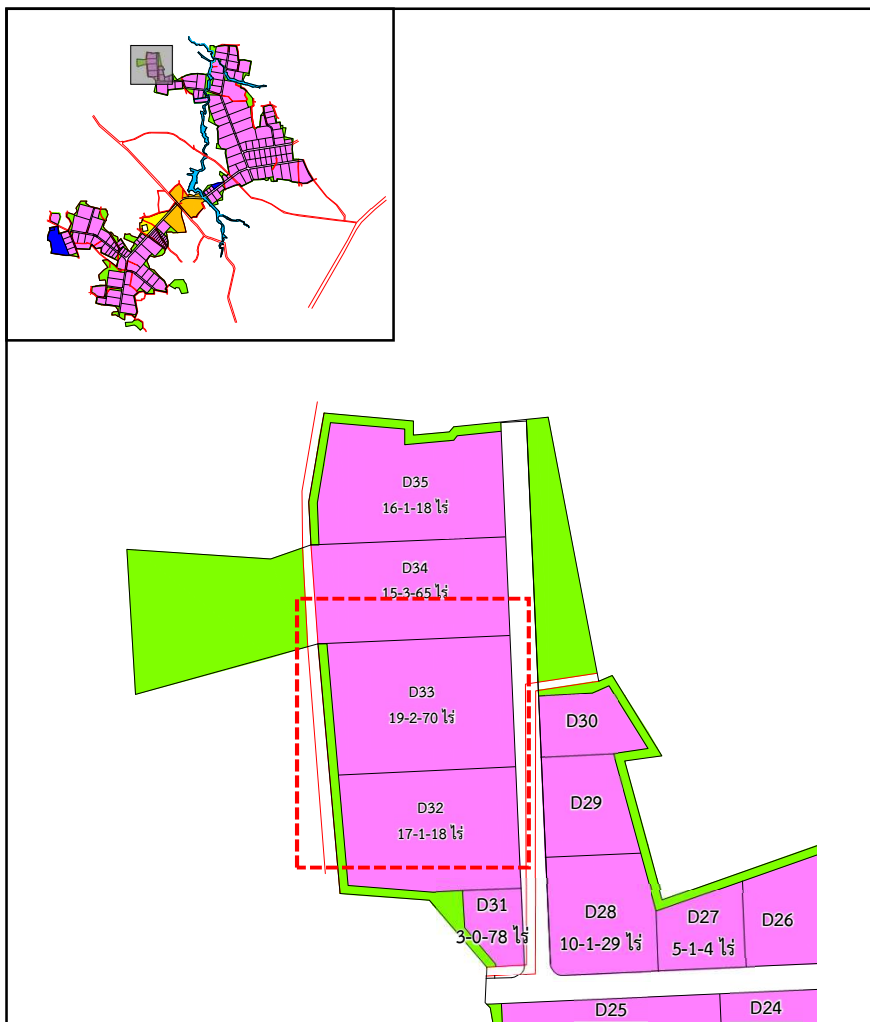 D35
16-1-18 ไร่
D34
15-3-65 ไร่
D33
19-2-70 ไร่
D30
D29
D32
17-1-18 ไร่
D31
3-0-78 ไร่
D28
10-1-29 ไร่
D27
5-1-4 ไร่
D26
D25
D24